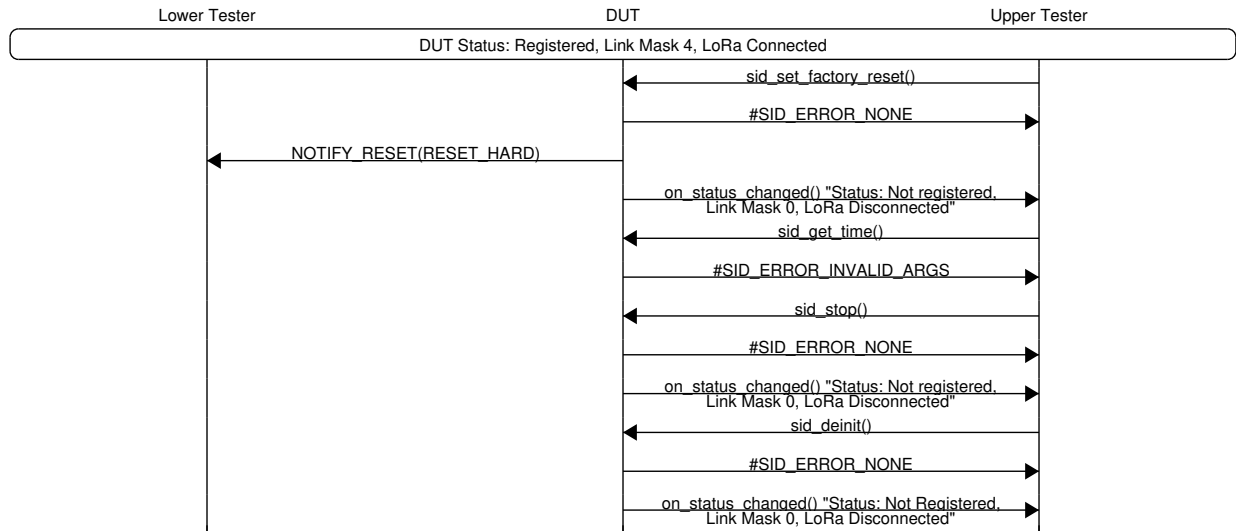 Lower Tester DUT Upper Tester
DUT Status: Registered, Link Mask 4, LoRa Connected
sid_set_factory_reset()
#SID_ERROR_NONE
NOTIFY_RESET(RESET_HARD)
on_status_changed() "Status: Not registered,
Link Mask 0, LoRa Disconnected"
sid_get_time()
#SID_ERROR_INVALID_ARGS
sid_stop()
#SID_ERROR_NONE
on_status_changed() "Status: Not registered,
Link Mask 0, LoRa Disconnected"
sid_deinit()
#SID_ERROR_NONE
on_status_changed() "Status: Not Registered,
Link Mask 0, LoRa Disconnected"